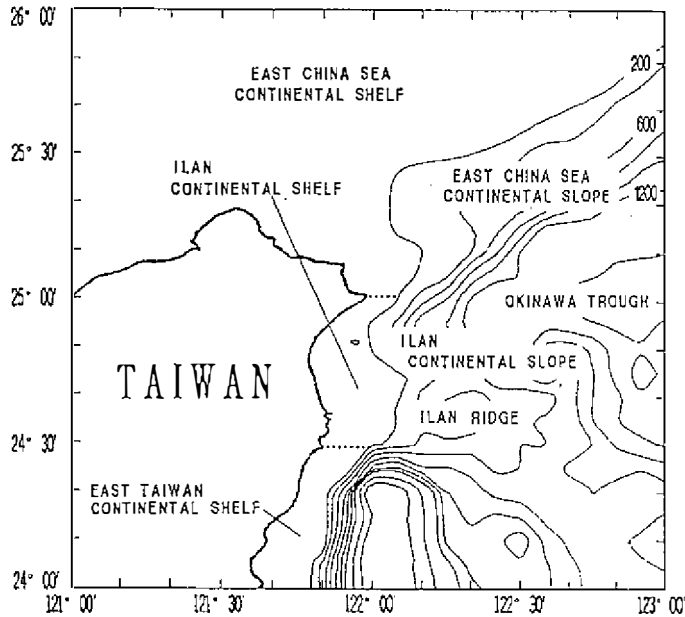 26° 00'
EAST CHINA SEA
CONTINENTAL SHELF
200
600
25° 30'
ILAN
CONTINENTAL SHELF
EAST CHINA SEA
CONTINENTAL SLOPE
1200
25° 00'
OKINAWA TROUGH
ILAN
CONTINENTAL SLOPE
TAIWAN
ILAN RIDGE
24° 30'
EAST TAIWAN
CONTINENTAL SHELF
24° 00'
121° 00' 121° 30' 122° 00' 122° 30' 123° 00'